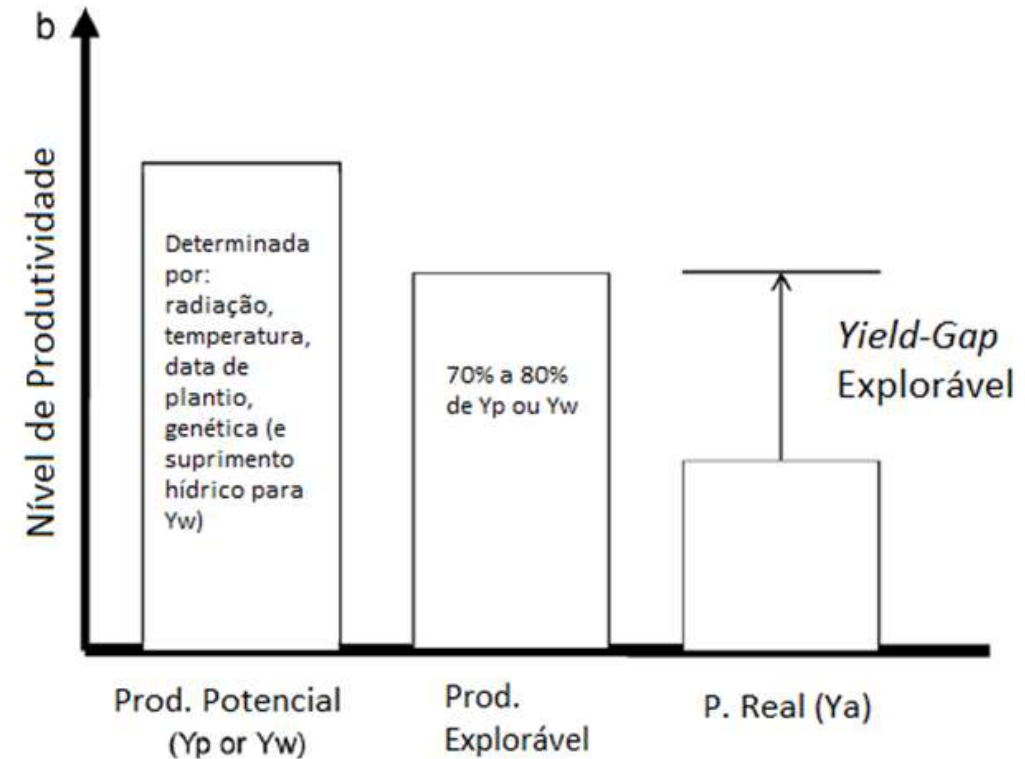 b
Nível de Produtividade
Determinada
por:
radiação,
temperatura,
data de
plantio,
genética (e
suprimento
hídrico para
Yw)
70% a 80%
de Yp ou Yw
Yield-Gap
Explorável
Prod. Potencial
(Yp or Yw)
Prod.
Explorável
P. Real (Ya)